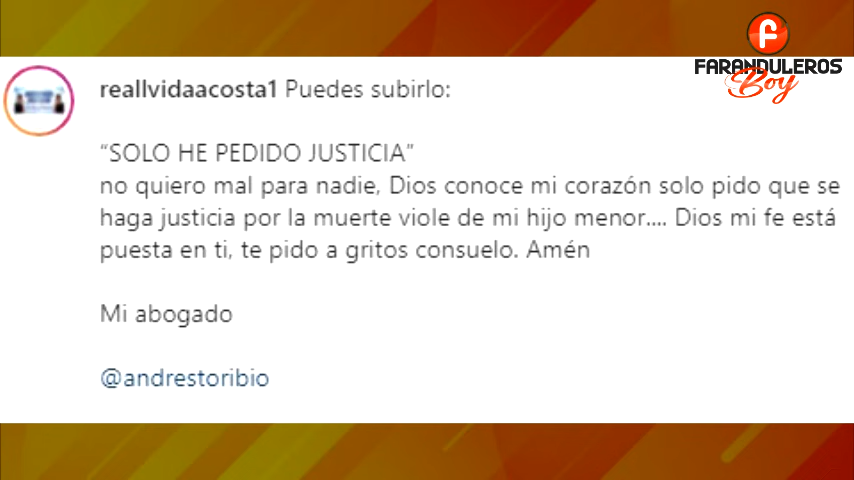 f
FARANDULEROS
Boy
reallvidaacosta1 Puedes subirlo:
“SOLO HE PEDIDO JUSTICIA”
no quiero mal para nadie, Dios conoce mi corazón solo pido que se
haga justicia por la muerte viole de mi hijo menor.... Dios mi fe está
puesta en ti, te pido a gritos consuelo. Amén
Mi abogado
@andrestoribio